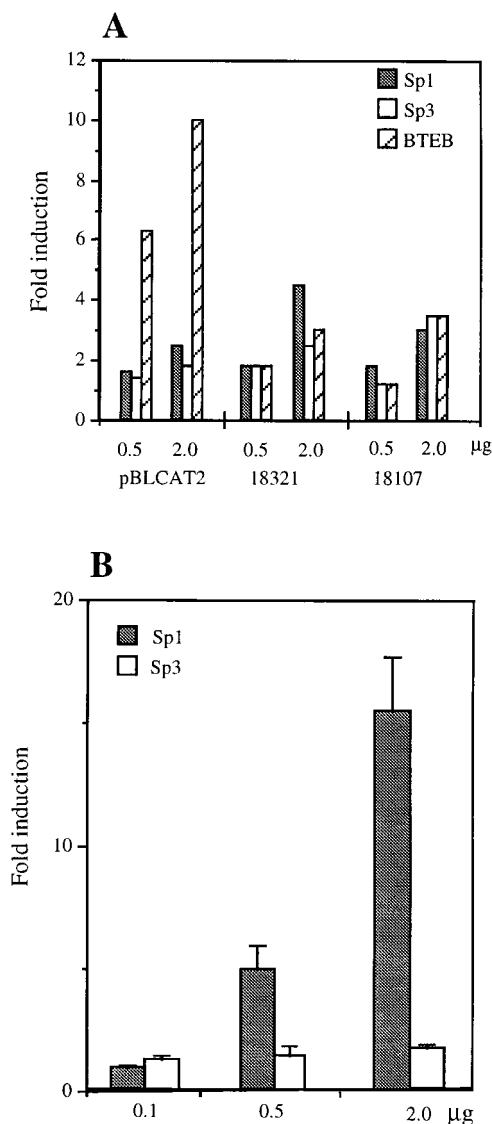 A
12
10
8
6
4
2
0
Fold induction
Sp1
Sp3
BTEB
0.5 2.0 0.5 2.0 0.5 2.0 μg
pBLCAT2 18321 18107
B
20
10
0
Fold induction
Sp1
Sp3
0.1 0.5 2.0 μg